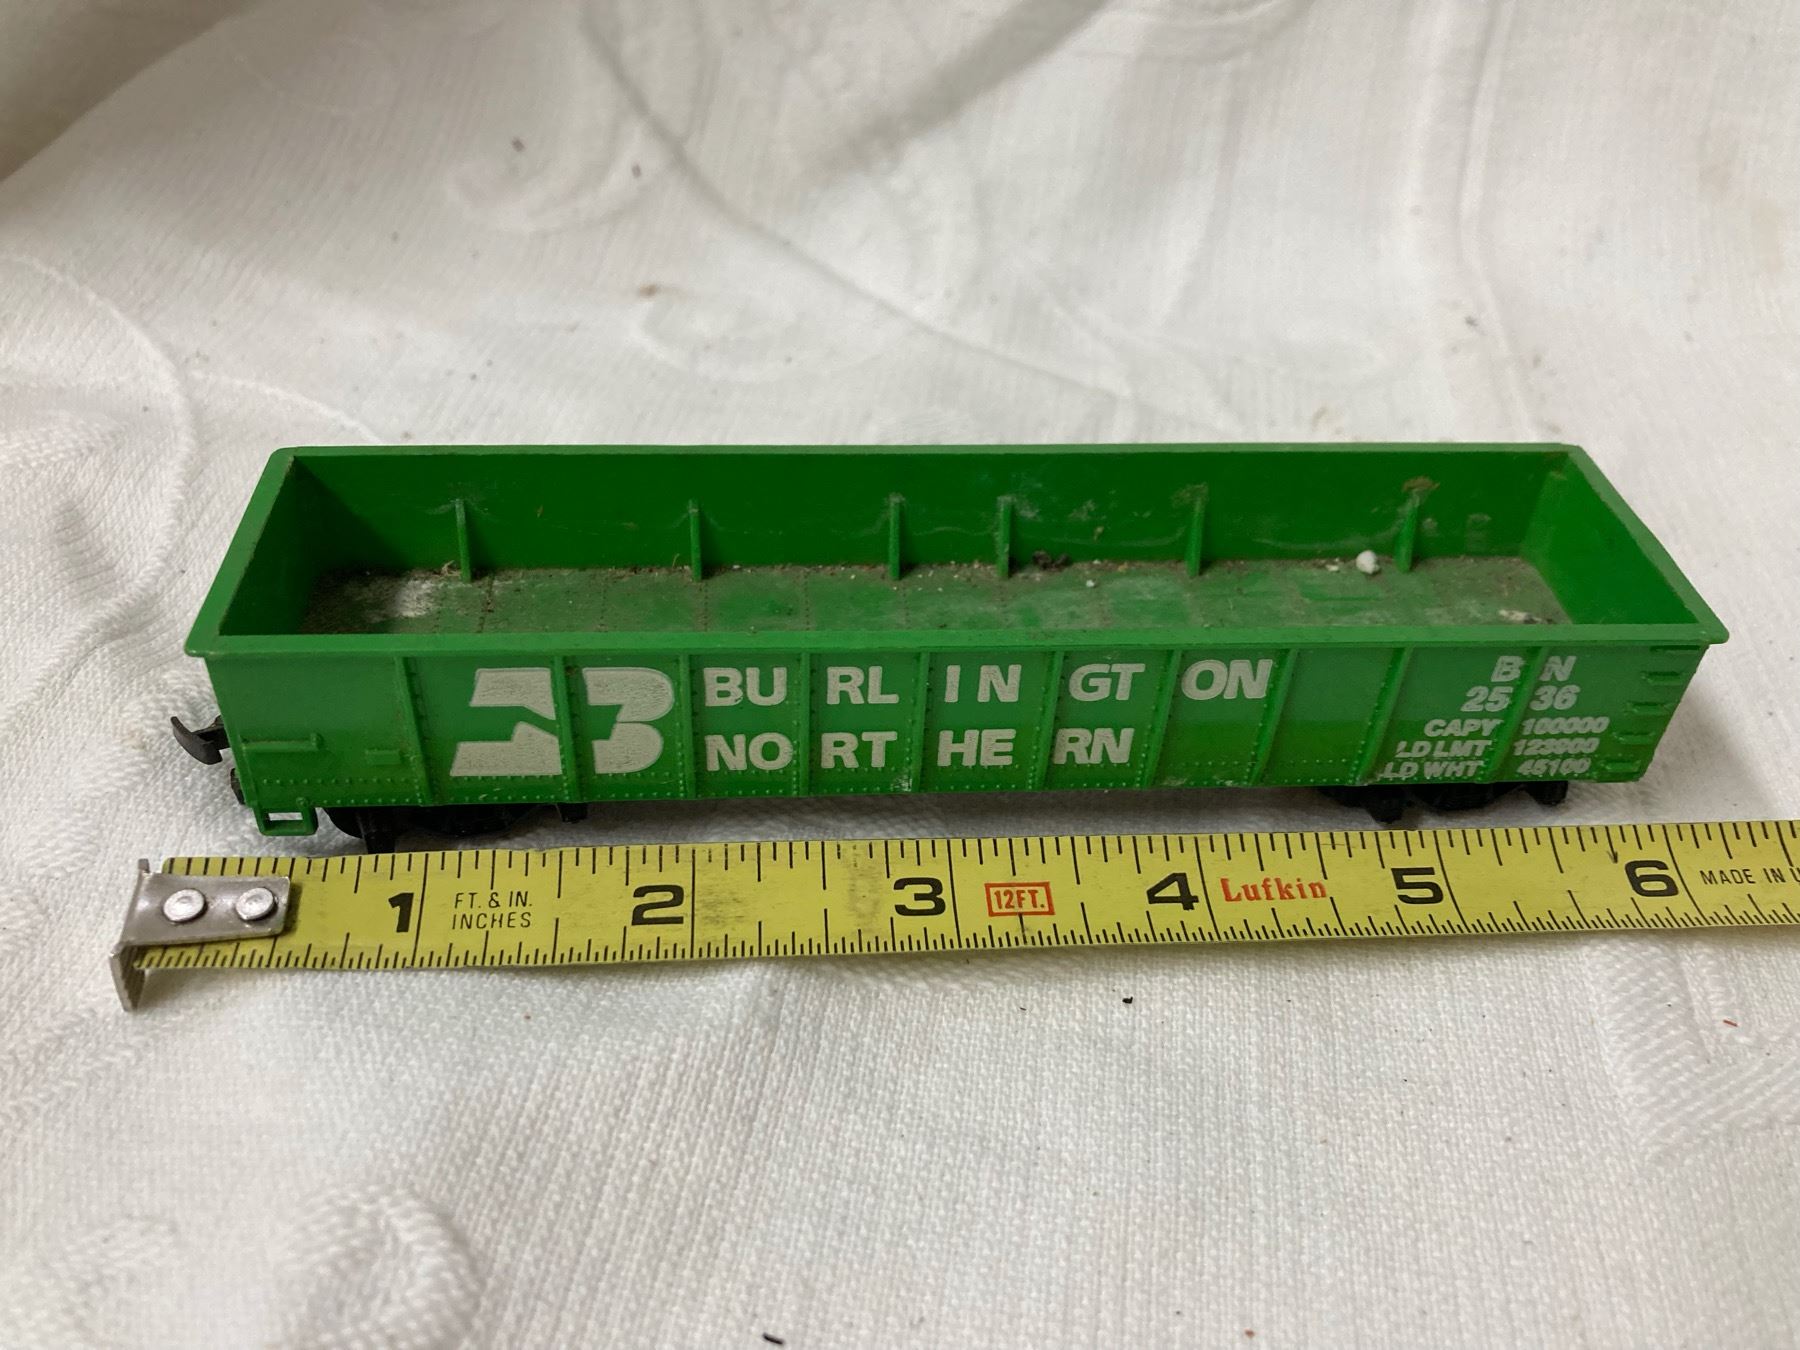 BURLINGTON
NORTHERN
BN
2536
CAPY 100000
LD LMT 123000
LD WHT 45100
1 FT. & IN. INCHES 2 3 12FT. 4 Lufkin 5 6 MADE IN U